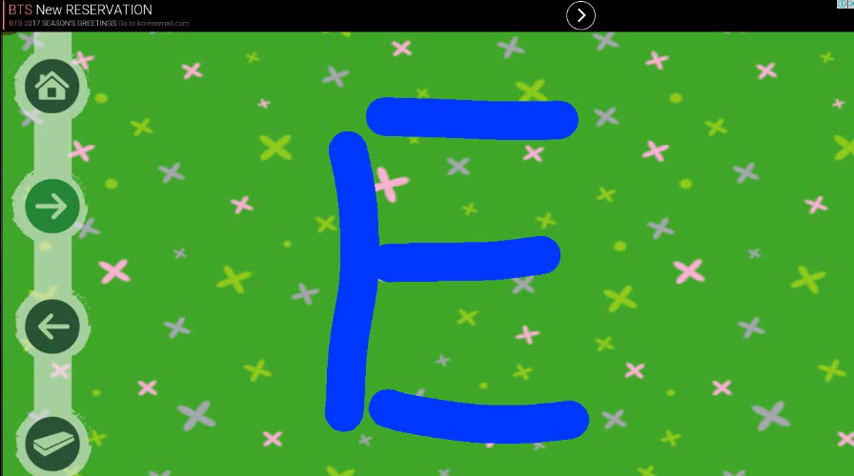 BTS New RESERVATION
BTS 2017 SEASON'S GREETINGS Go to koreanmall.com
E